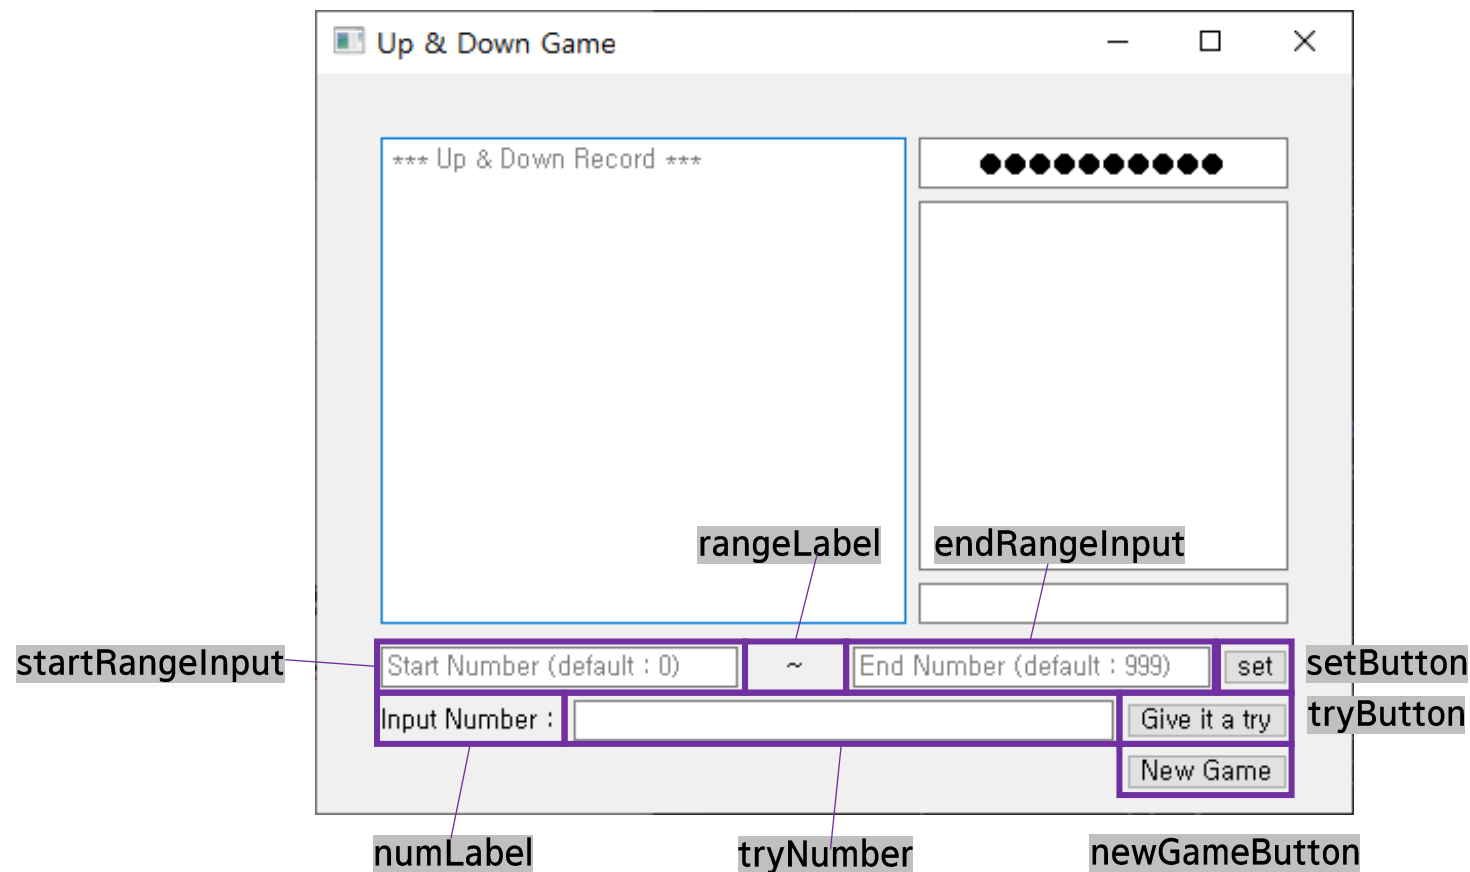 Up & Down Game
*** Up & Down Record ***
●●●●●●●●●●
rangeLabel
endRangeInput
startRangeInput
Start Number (default : 0)
~
End Number (default : 999)
set
setButton
Input Number :
Give it a try
tryButton
New Game
numLabel
tryNumber
newGameButton